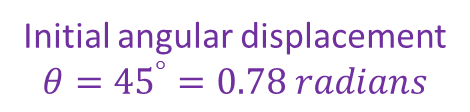 Initial angular displacement
θ = 45° = 0.78 radians